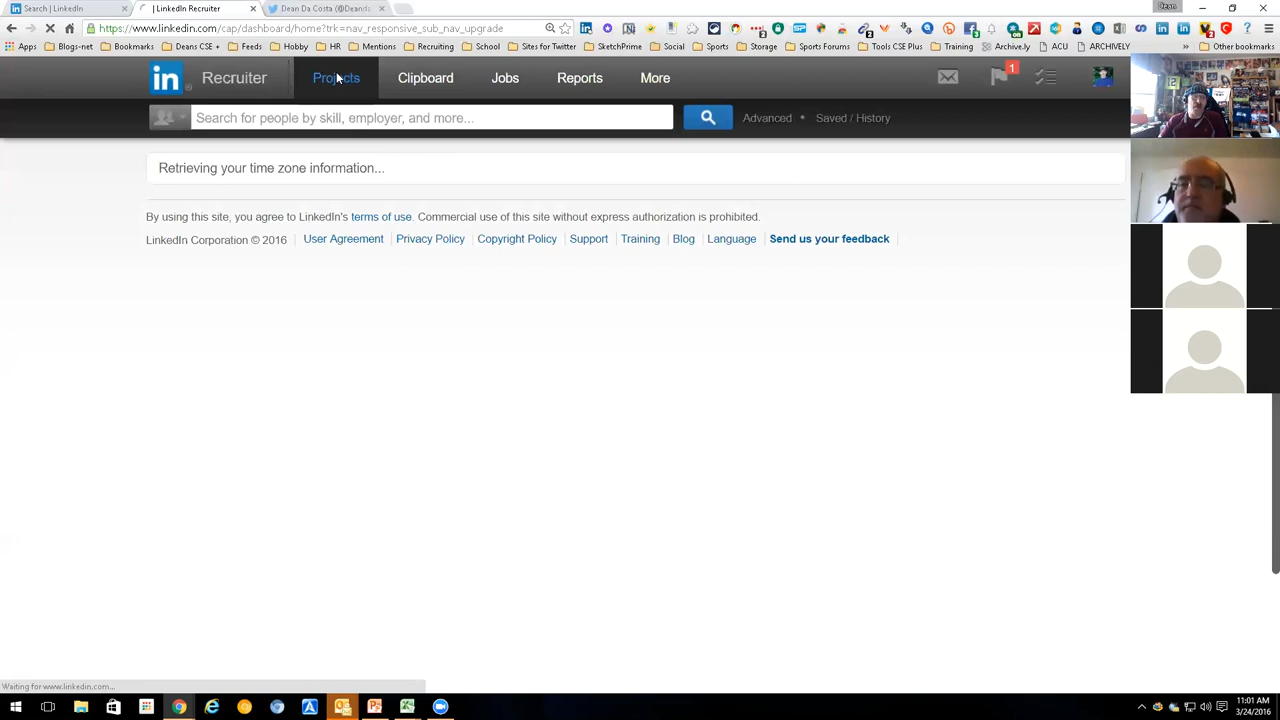 Search | LinkedIn
| LinkedIn Recruiter
Dean Da Costa (@Deands
Dean
https://www.linkedin.com/cap/dashboard/home?trk=nav_responsive_sub_nav_upgrade
Apps
Blogs-net
Bookmarks
Deans CSE +
Feeds
Hobby
HR
Mentions
Recruiting
School
Sites for Twitter
SketchPrime
Social
Sports
Storage
Sports Forums
Tools CSE Plus
Training
Archive.ly
ACU
ARCHIVELY
»
Other bookmarks
in
Recruiter
Projects
Clipboard
Jobs
Reports
More
1
Search for people by skill, employer, and more...
Advanced • Saved / History
Retrieving your time zone information...
By using this site, you agree to LinkedIn's terms of use. Commercial use of this site without express authorization is prohibited.
LinkedIn Corporation © 2016 | User Agreement | Privacy Policy | Copyright Policy | Support | Training | Blog | Language | Send us your feedback |
Waiting for www.linkedin.com...
11:01 AM
3/24/2016